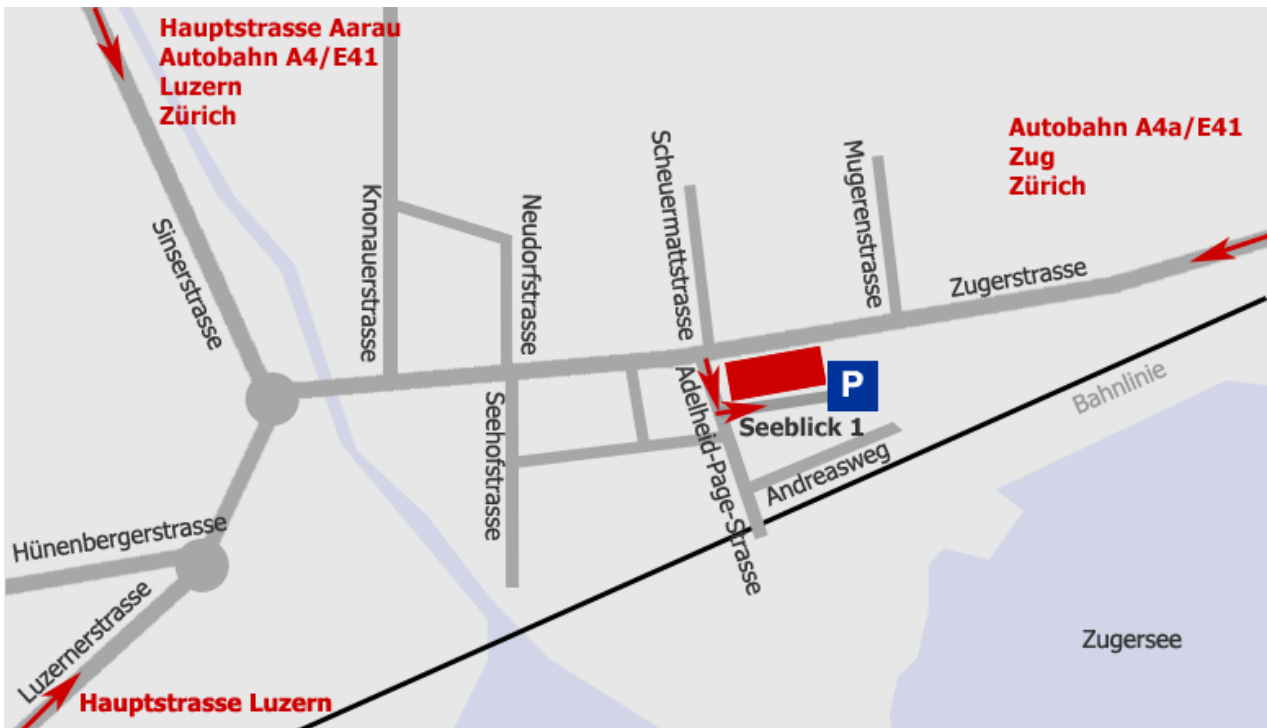 Hauptstrasse Aarau
Autobahn A4/E41
Luzern
Zürich
Autobahn A4a/E41
Zug
Zürich
Sinserstrasse
Knonauerstrasse
Neudorfstrasse
Scheuermattstrasse
Mugerenstrasse
Zugerstrasse
Bahnlinie
P
Seeblick 1
Adelheid-Page-Strasse
Andreasweg
Seehofstrasse
Hünenbergerstrasse
Luzernerstrasse
Zugersee
Hauptstrasse Luzern